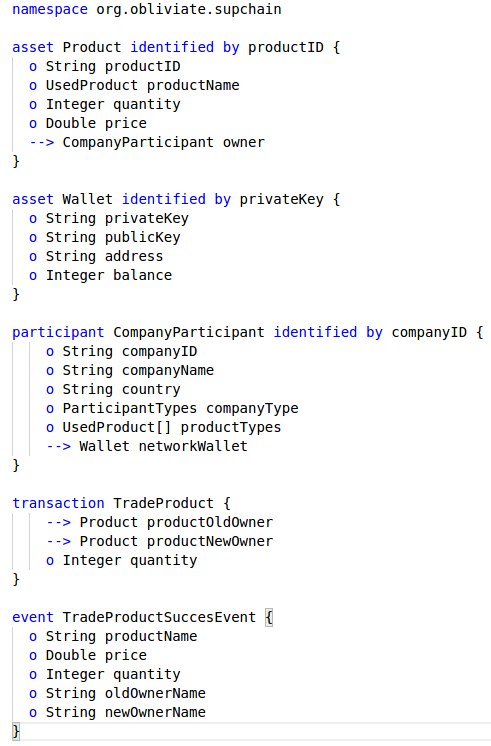 namespace org.obliviate.supchain
asset Product identified by productID {
o String productID
o UsedProduct productName
o Integer quantity
o Double price
--> CompanyParticipant owner
}
asset Wallet identified by privateKey {
o String privateKey
o String publicKey
o String address
o Integer balance
}
participant CompanyParticipant identified by companyID {
o String companyID
o String companyName
o String country
o ParticipantTypes companyType
o UsedProduct[] productTypes
--> Wallet networkWallet
}
transaction TradeProduct {
--> Product productOldOwner
--> Product productNewOwner
o Integer quantity
}
event TradeProductSuccesEvent {
o String productName
o Double price
o Integer quantity
o String oldOwnerName
o String newOwnerName
}